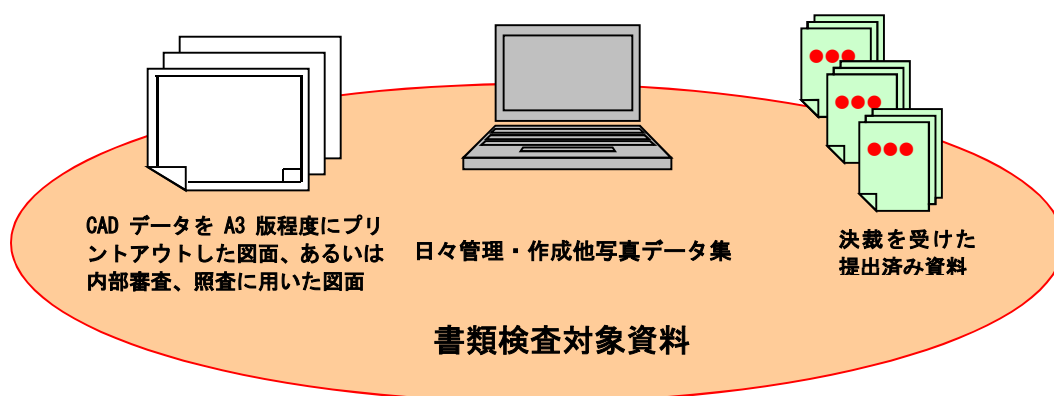 CAD データを A3 版程度にプリ
ントアウトした図面、あるいは
内部審査、照査に用いた図面
日々管理・作成他写真データ集
決裁を受けた
提出済み資料
書類検査対象資料